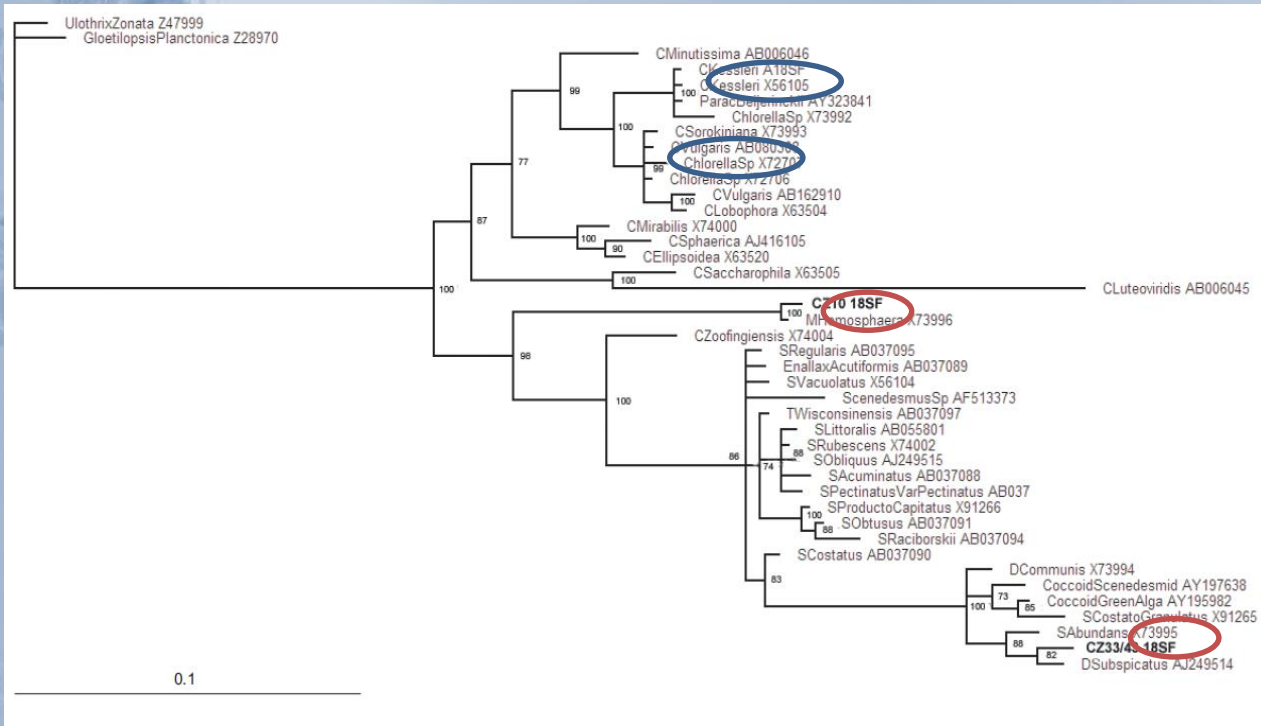 UlothrixZonata Z47999
GloetilopsisPlanctonica Z28970
CMinutissima AB006046
CKessleri A18SF
99
CKessleri X56105
100
ParacBeijerinckii AY323841
ChlorellaSp X73992
100
CSorokiniana X73993
CVulgaris
77
ChlorellaSp
99
ChlorellaSp X72706
CVulgaris AB162910
100
CLobophora X63504
87
CMirabilis X74000
100
CSphaerica AJ416105
90
CEllipsoidea X63520
CSaccharophila X63505
100
100
CLuteoviridis AB006045
CZ10 18SF
100
MHomosphaera X73996
CZoofingiensis X74004
98
SRegularis AB037095
EnallaxAcutiformis AB037089
SVacuolatus X56104
100
ScenedesmusSp AF513373
TWisconsinensis AB037097
SLittoralis AB055801
SRubescens X74002
88
86
SObliquus AJ249515
74
SAcuminatus AB037088
SPectinatusVarPectinatus AB037
SProductoCapitatus X91266
100
SObtusus AB037091
88
SRaciborskii AB037094
SCostatus AB037090
83
DCommunis X73994
CoccoidScenedesmid AY197638
73
CoccoidGreenAlga AY195982
100
85
SCostatoGranulatus X91265
SAbundans X73995
88
CZ33/43 18SF
82
DSubspicatus AJ249514
0.1